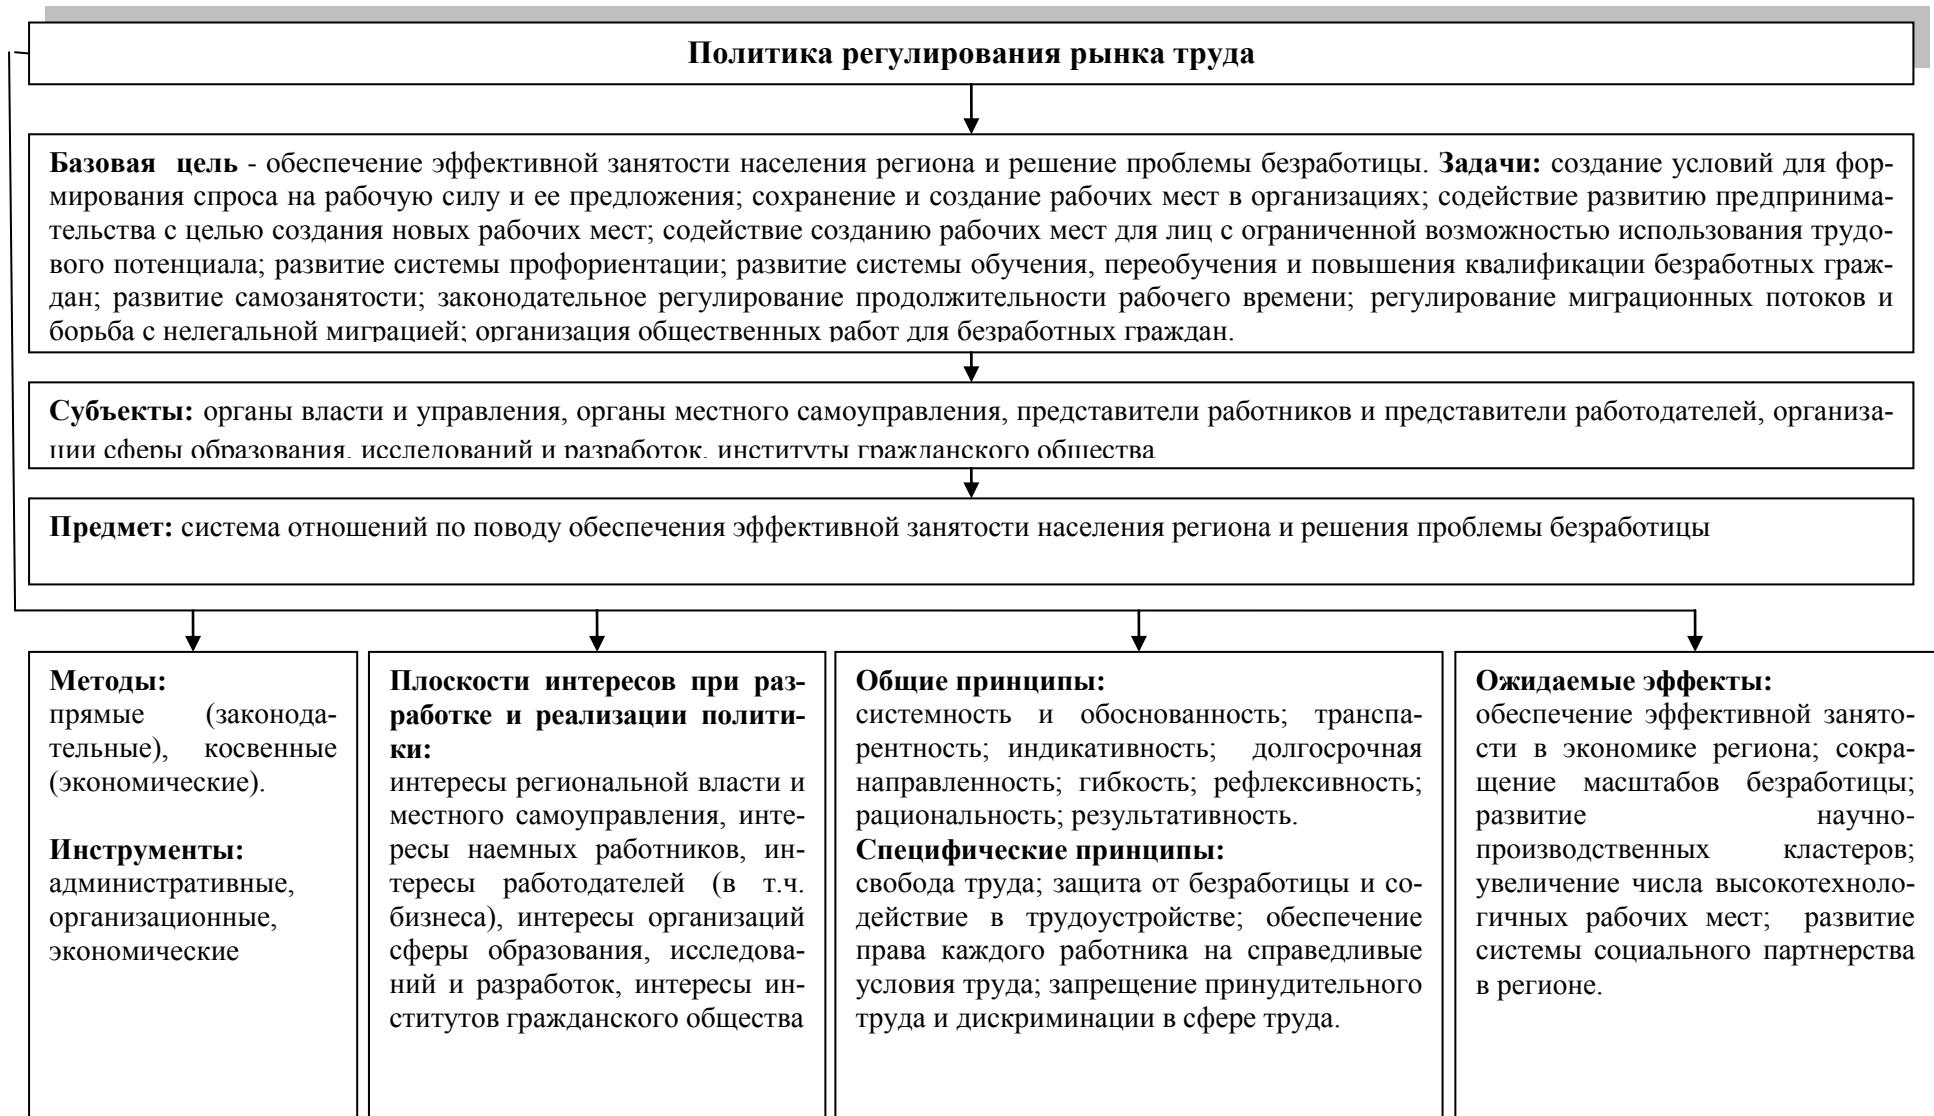 Политика регулирования рынка труда
Базовая цель - обеспечение эффективной занятости населения региона и решение проблемы безработицы. Задачи: создание условий для фор-
мирования спроса на рабочую силу и ее предложения; сохранение и создание рабочих мест в организациях; содействие развитию предпринима-
тельства с целью создания новых рабочих мест; содействие созданию рабочих мест для лиц с ограниченной возможностью использования трудо-
вого потенциала; развитие системы профориентации; развитие системы обучения, переобучения и повышения квалификации безработных граж-
дан; развитие самозанятости; законодательное регулирование продолжительности рабочего времени; регулирование миграционных потоков и
борьба с нелегальной миграцией; организация общественных работ для безработных граждан.
Субъекты: органы власти и управления, органы местного самоуправления, представители работников и представители работодателей, организа-
ции сферы образования, исследований и разработок, институты гражданского общества
Предмет: система отношений по поводу обеспечения эффективной занятости населения региона и решения проблемы безработицы
Методы:
прямые (законода-
тельные), косвенные
(экономические).
Инструменты:
административные,
организационные,
экономические
Плоскости интересов при раз-
работке и реализации полити-
ки:
интересы региональной власти и
местного самоуправления, инте-
ресы наемных работников, ин-
тересы работодателей (в т.ч.
бизнеса), интересы организаций
сферы образования, исследова-
ний и разработок, интересы ин-
ститутов гражданского общества
Общие принципы:
системность и обоснованность; транспа-
рентность; индикативность; долгосрочная
направленность; гибкость; рефлексивность;
рациональность; результативность.
Специфические принципы:
свобода труда; защита от безработицы и со-
действие в трудоустройстве; обеспечение
права каждого работника на справедливые
условия труда; запрещение принудительного
труда и дискриминации в сфере труда.
Ожидаемые эффекты:
обеспечение эффективной занято-
сти в экономике региона; сокра-
щение масштабов безработицы;
развитие научно-
производственных кластеров;
увеличение числа высокотехноло-
гичных рабочих мест; развитие
системы социального партнерства
в регионе.